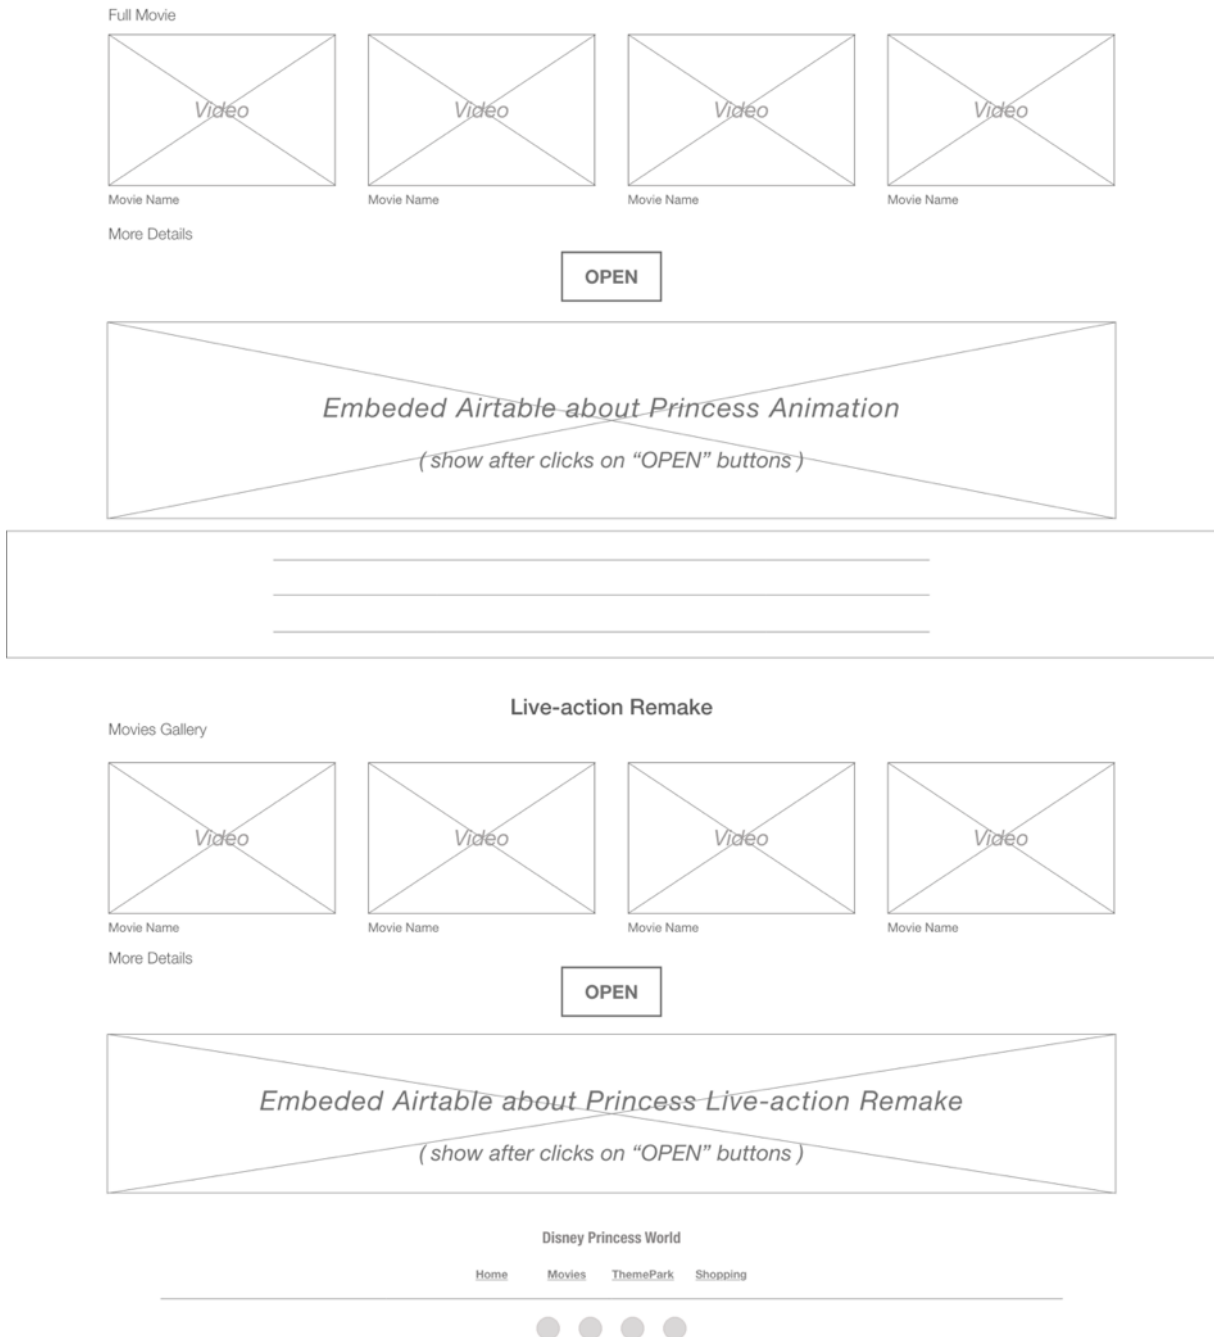 Full Movie
Video Video Video Video
Movie Name Movie Name Movie Name Movie Name
More Details
OPEN
Embeded Airtable about Princess Animation
( show after clicks on “OPEN” buttons )
Live-action Remake
Movies Gallery
Video Video Video Video
Movie Name Movie Name Movie Name Movie Name
More Details
OPEN
Embeded Airtable about Princess Live-action Remake
( show after clicks on “OPEN” buttons )
Disney Princess World
Home Movies ThemePark Shopping